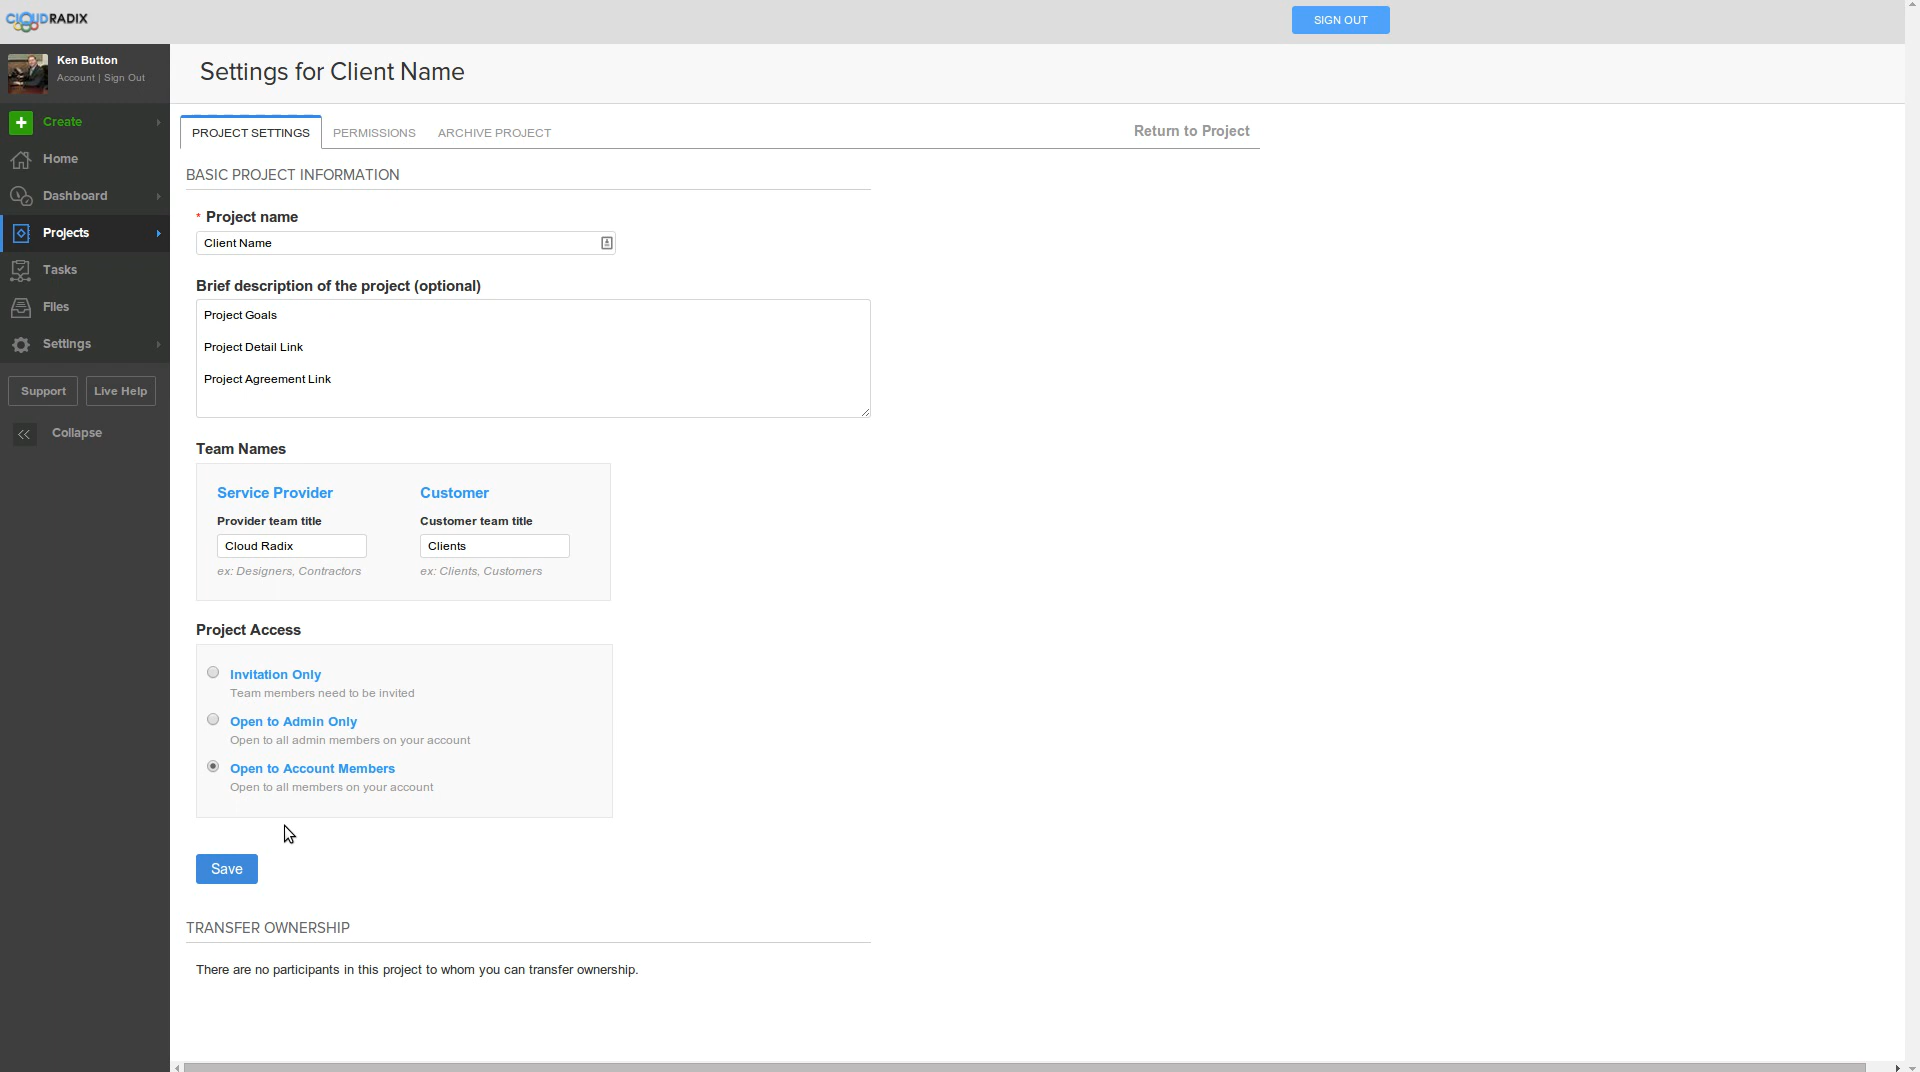 CLOUDRADIX
SIGN OUT
Ken Button
Account | Sign Out
Create
Home
Dashboard
Projects
Tasks
Files
Settings
Support
Live Help
Collapse
Settings for Client Name
PROJECT SETTINGS
PERMISSIONS
ARCHIVE PROJECT
Return to Project
BASIC PROJECT INFORMATION
* Project name
Client Name
Brief description of the project (optional)
Project Goals
Project Detail Link
Project Agreement Link
Team Names
Service Provider
Provider team title
Cloud Radix
ex: Designers, Contractors
Customer
Customer team title
Clients
ex: Clients, Customers
Project Access
Invitation Only
Team members need to be invited
Open to Admin Only
Open to all admin members on your account
Open to Account Members
Open to all members on your account
Save
TRANSFER OWNERSHIP
There are no participants in this project to whom you can transfer ownership.